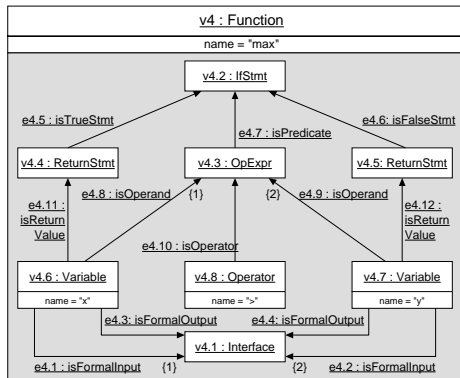 v4 : Function
name = "max"
v4.2 : IfStmt
e4.5 : isTrueStmt
e4.6 : isFalseStmt
e4.7 : isPredicate
v4.4 : ReturnStmt
v4.3 : OpExpr
v4.5: ReturnStmt
e4.8 : isOperand
{1}
{2}
e4.9 : isOperand
e4.11 :
isReturn
Value
e4.12 :
isReturn
Value
e4.10 : isOperator
v4.6 : Variable
name = "x"
v4.8 : Operator
name = ">"
v4.7 : Variable
name = "y"
e4.3: isFormalOutput
e4.4: isFormalOutput
v4.1 : Interface
e4.1 : isFormalInput
{1}
{2}
e4.2 : isFormalInput